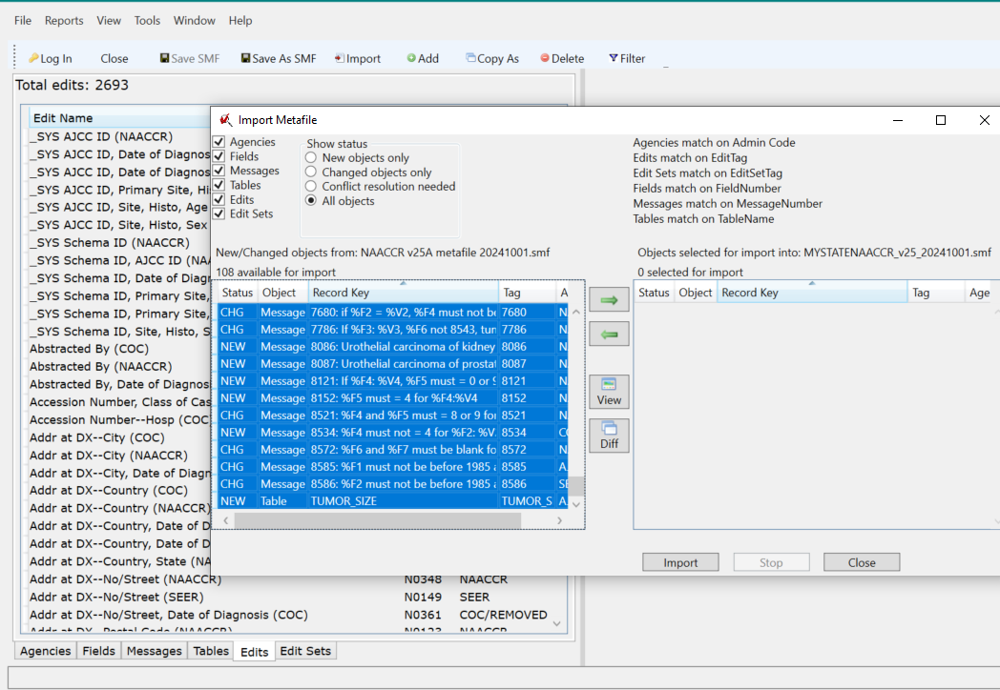 File Reports View Tools Window Help
Log In Close Save SMF Save As SMF Import Add Copy As Delete Filter
Total edits: 2693
Edit Name
_SYS AJCC ID (NAACCR)
_SYS AJCC ID, Date of Diagnos
_SYS AJCC ID, Date of Diagnos
_SYS AJCC ID, Primary Site, Hi
_SYS AJCC ID, Site, Histo, Age
_SYS AJCC ID, Site, Histo, Sex
_SYS Schema ID (NAACCR)
_SYS Schema ID, AJCC ID (NAA
_SYS Schema ID, Date of Diagn
_SYS Schema ID, Primary Site,
_SYS Schema ID, Primary Site,
_SYS Schema ID, Site, Histo, S
Abstracted By (COC)
Abstracted By (NAACCR)
Abstracted By, Date of Diagnos
Accession Number, Class of Cas
Accession Number--Hosp (COC
Addr at DX--City (COC)
Addr at DX--City (NAACCR)
Addr at DX--City, Date of Diagn
Addr at DX--Country (COC)
Addr at DX--Country (NAACCR)
Addr at DX--Country, Date of D
Addr at DX--Country, Date of D
Addr at DX--Country, State (NA
Addr at DX--No/Street (NAACCR) N0348 NAACCR
Addr at DX--No/Street (SEER) N0149 SEER
Addr at DX--No/Street, Date of Diagnosis (COC) N0361 COC/REMOVED
Addr at DX--Postal Code (NAACCR) N0123 NAACCR
Agencies Fields Messages Tables Edits Edit Sets
Import Metafile
Agencies
Fields
Messages
Tables
Edits
Edit Sets
Show status
New objects only
Changed objects only
Conflict resolution needed
All objects
Agencies match on Admin Code
Edits match on EditTag
Edit Sets match on EditSetTag
Fields match on FieldNumber
Messages match on MessageNumber
Tables match on TableName
New/Changed objects from: NAACCR v25A metafile 20241001.smf
108 available for import
Status Object Record Key Tag A
CHG Message 7680: if %F2 = %V2, %F4 must not be 7680 N
CHG Message 7786: If %F3: %V3, %F6 not 8543, tun 7786 N
NEW Message 8086: Urothelial carcinoma of kidney 8086 N
NEW Message 8087: Urothelial carcinoma of prostat 8087 N
NEW Message 8121: If %F4: %V4, %F5 must = 0 or 9 8121 N
NEW Message 8152: %F5 must = 4 for %F4:%V4 8152 N
CHG Message 8521: %F4 and %F5 must = 8 or 9 for 8521 N
NEW Message 8534: %F4 must not = 4 for %F2: %V. 8534 CO
CHG Message 8572: %F6 and %F7 must be blank fo 8572 N
CHG Message 8585: %F1 must not be before 1985 a 8585 A
CHG Message 8586: %F2 must not be before 1985 a 8586 SE
NEW Table TUMOR_SIZE TUMOR_S A
View
Diff
Objects selected for import into: MYSTATENAACCR_v25_20241001.smf
0 selected for import
Status Object Record Key Tag Age
Import Stop Close